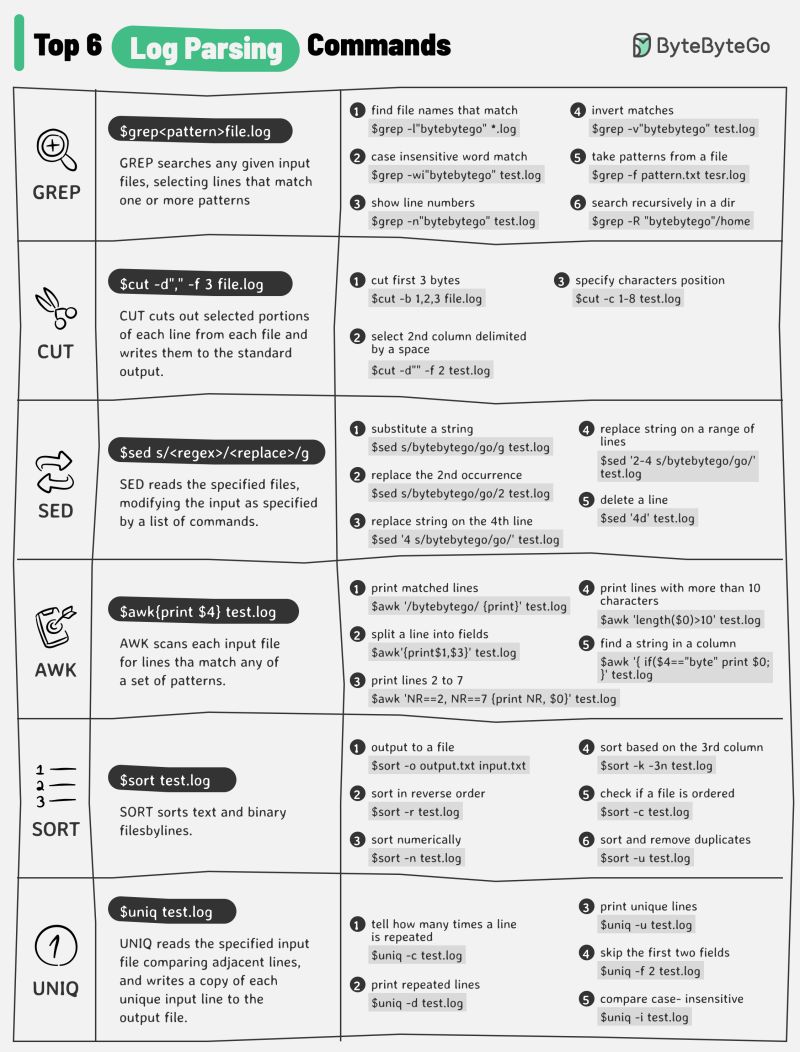 Top 6 Log Parsing Commands
ByteByteGo
GREP
$grep<pattern>file.log
GREP searches any given input
files, selecting lines that match
one or more patterns
1 find file names that match
$grep -l"bytebytego" *.log
2 case insensitive word match
$grep -wi"bytebytego" test.log
3 show line numbers
$grep -n"bytebytego" test.log
4 invert matches
$grep -v"bytebytego" test.log
5 take patterns from a file
$grep -f pattern.txt tesr.log
6 search recursively in a dir
$grep -R "bytebytego"/home
CUT
$cut -d"," -f 3 file.log
CUT cuts out selected portions
of each line from each file and
writes them to the standard
output.
1 cut first 3 bytes
$cut -b 1,2,3 file.log
2 select 2nd column delimited
by a space
$cut -d"" -f 2 test.log
3 specify characters position
$cut -c 1-8 test.log
SED
$sed s/<regex>/<replace>/g
SED reads the specified files,
modifying the input as specified
by a list of commands.
1 substitute a string
$sed s/bytebytego/go/g test.log
2 replace the 2nd occurrence
$sed s/bytebytego/go/2 test.log
3 replace string on the 4th line
$sed '4 s/bytebytego/go/' test.log
4 replace string on a range of
lines
$sed '2-4 s/bytebytego/go/'
test.log
5 delete a line
$sed '4d' test.log
AWK
$awk{print $4} test.log
AWK scans each input file
for lines tha match any of
a set of patterns.
1 print matched lines
$awk '/bytebytego/ {print}' test.log
2 split a line into fields
$awk'{print$1,$3}' test.log
3 print lines 2 to 7
$awk 'NR==2, NR==7 {print NR, $0}' test.log
4 print lines with more than 10
characters
$awk 'length($0)>10' test.log
5 find a string in a column
$awk '{ if($4=="byte" print $0;
}' test.log
1
2
3
SORT
$sort test.log
SORT sorts text and binary
filesbylines.
1 output to a file
$sort -o output.txt input.txt
2 sort in reverse order
$sort -r test.log
3 sort numerically
$sort -n test.log
4 sort based on the 3rd column
$sort -k -3n test.log
5 check if a file is ordered
$sort -c test.log
6 sort and remove duplicates
$sort -u test.log
1
UNIQ
$uniq test.log
UNIQ reads the specified input
file comparing adjacent lines,
and writes a copy of each
unique input line to the
output file.
1 tell how many times a line
is repeated
$uniq -c test.log
2 print repeated lines
$uniq -d test.log
3 print unique lines
$uniq -u test.log
4 skip the first two fields
$uniq -f 2 test.log
5 compare case- insensitive
$uniq -i test.log